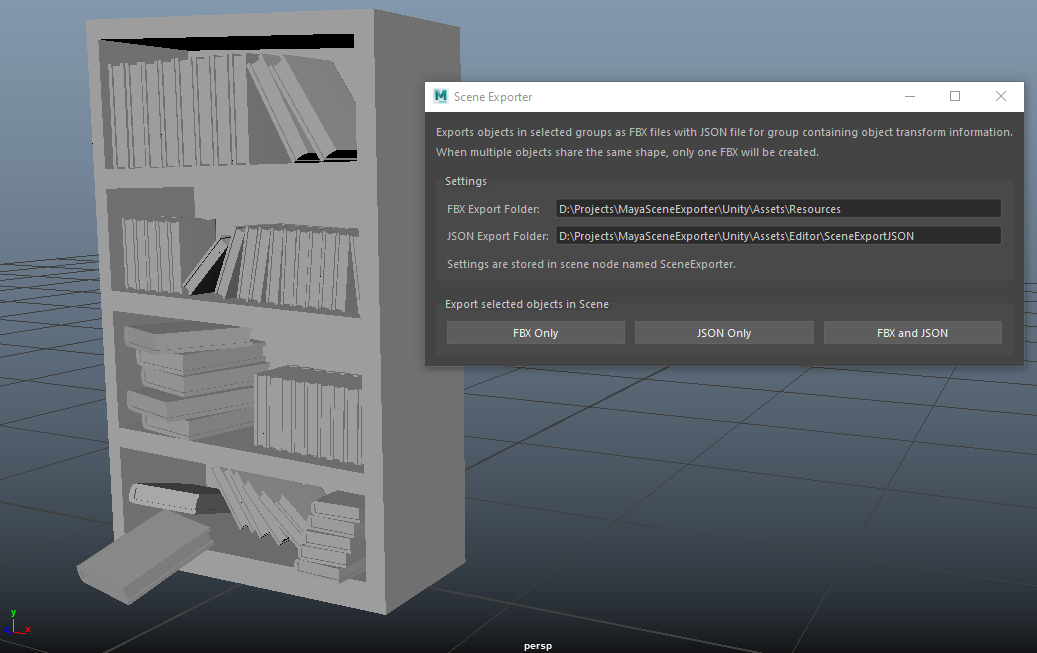 Scene Exporter
Exports objects in selected groups as FBX files with JSON file for group containing object transform information.
When multiple objects share the same shape, only one FBX will be created.
Settings
FBX Export Folder: D:\Projects\MayaSceneExporter\Unity\Assets\Resources
JSON Export Folder: D:\Projects\MayaSceneExporter\Unity\Assets\Editor\SceneExportJSON
Settings are stored in scene node named SceneExporter.
Export selected objects in Scene
FBX Only JSON Only FBX and JSON
y
x
persp